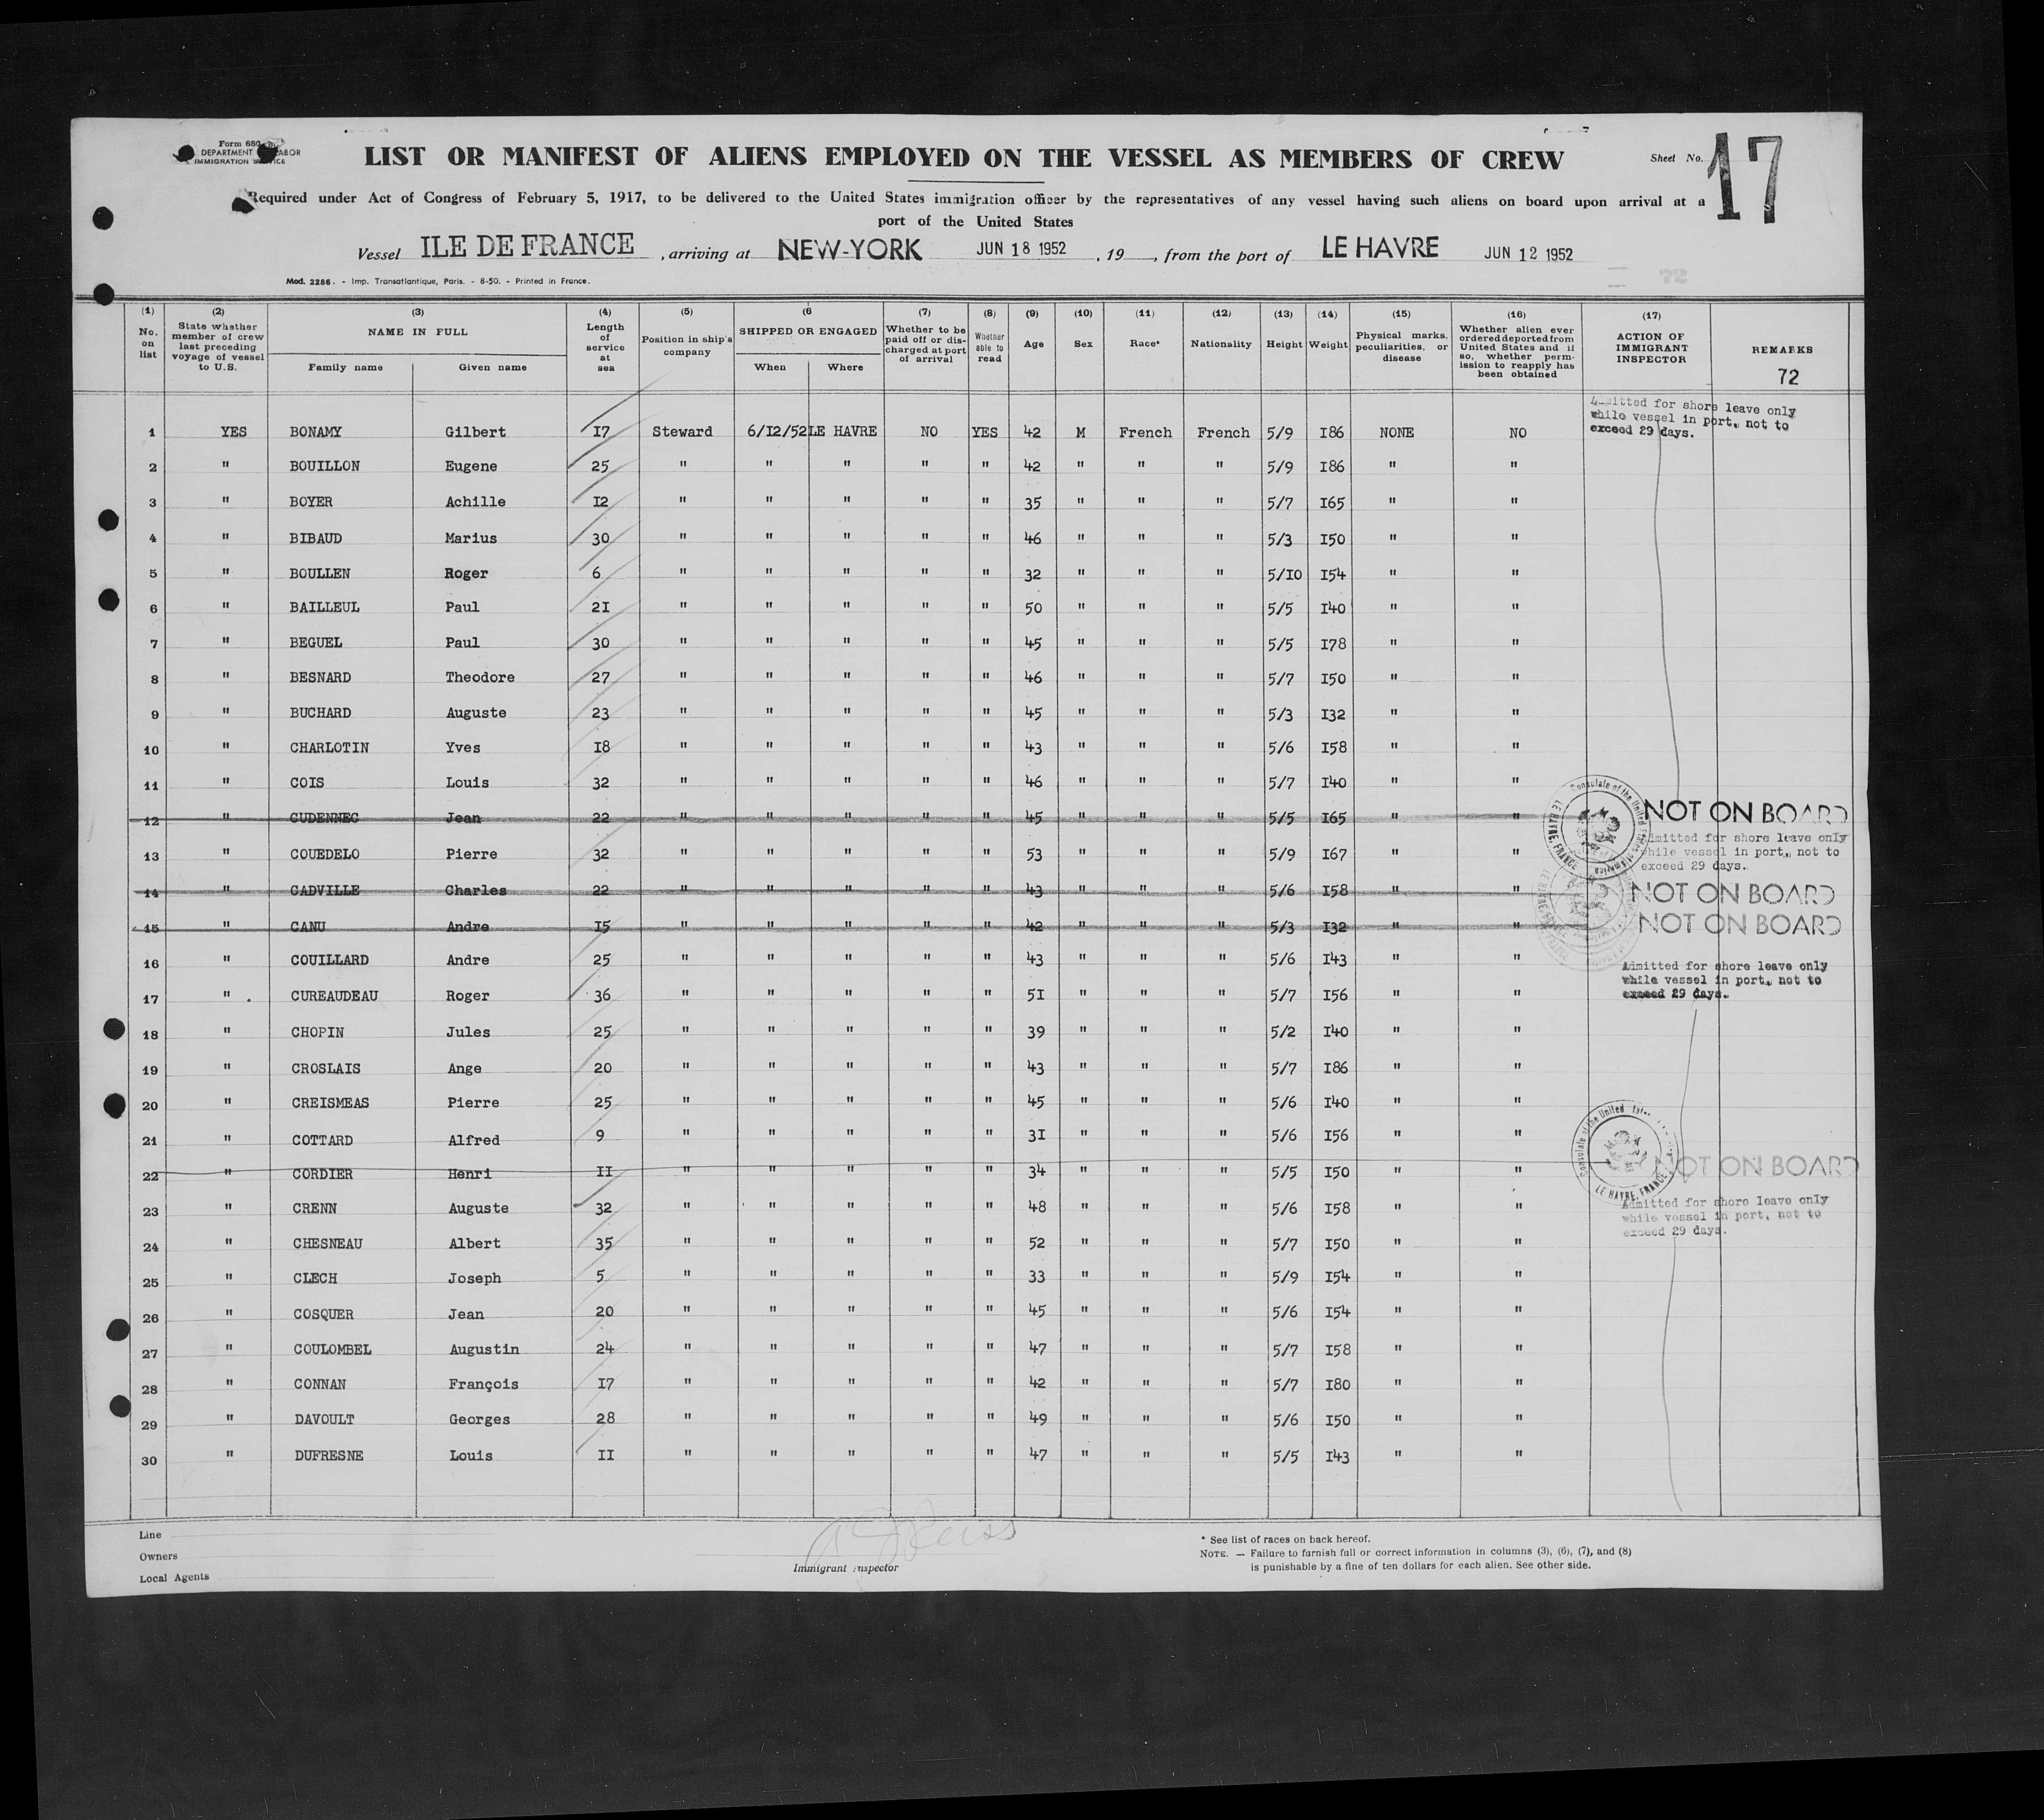 Form 680
DEPARTMENT LABOR
IMMIGRATION SERVICE
LIST OR MANIFEST OF ALIENS EMPLOYED ON THE VESSEL AS MEMBERS OF CREW
Sheet No. 17
Required under Act of Congress of February 5, 1917, to be delivered to the United States immigration officer by the representatives of any vessel having such aliens on board upon arrival at a
port of the United States
Vessel ILE DE FRANCE , arriving at NEW-YORK JUN 18 1952 , 19 , from the port of LE HAVRE JUN 12 1952
Mod. 2286. - Imp. Transatlantique, Paris. - 8-50. - Printed in France.
72
(1) No. on list
(2) State whether member of crew last preceding voyage of vessel to U.S.
(3) NAME IN FULL Family name Given name
(4) Length of service at sea
(5) Position in ship's company
(6 SHIPPED OR ENGAGED When Where
(7) Whether to be paid off or discharged at port of arrival
(8) Whether able to read
(9) Age
(10) Sex
(11) Race*
(12) Nationality
(13) Height
(14) Weight
(15) Physical marks, peculiarities, or disease
(16) Whether alien ever ordered deported from United States and if so, whether permission to reapply has been obtained
(17) ACTION OF IMMIGRANT INSPECTOR
REMARKS
72
Admitted for shore leave only
while vessel in port, not to
exceed 29 days.
1 YES BONAMY Gilbert 17 Steward 6/12/52 LE HAVRE NO YES 42 M French French 5/9 186 NONE NO
2 " BOUILLON Eugene 25 " " " " " 42 " " " 5/9 186 " "
3 " BOYER Achille 12 " " " " " 35 " " " 5/7 165 " "
4 " BIBAUD Marius 30 " " " " " 46 " " " 5/3 150 " "
5 " BOULLEN Roger 6 " " " " " 32 " " " 5/10 154 " "
6 " BAILLEUL Paul 21 " " " " " 50 " " " 5/5 140 " "
7 " BEGUEL Paul 30 " " " " " 45 " " " 5/5 178 " "
8 " BESNARD Theodore 27 " " " " " 46 " " " 5/7 150 " "
9 " BUCHARD Auguste 23 " " " " " 45 " " " 5/3 132 " "
10 " CHARLOTIN Yves 18 " " " " " 43 " " " 5/6 158 " "
11 " COIS Louis 32 " " " " " 46 " " " 5/7 140 " "
12 " CUDENNEC Jean 22 " " " " " 45 " " " 5/5 165 " " NOT ON BOARD
Consulate of the United States of America LE HAVRE, FRANCE
Admitted for shore leave only
while vessel in port, not to
exceed 29 days.
13 " COUEDELO Pierre 32 " " " " " 53 " " " 5/9 167 " "
14 " CADVILLE Charles 22 " " " " " 43 " " " 5/6 158 " " NOT ON BOARD
15 " CANU Andre 15 " " " " " 42 " " " 5/3 132 " " NOT ON BOARD
16 " COUILLARD Andre 25 " " " " " 43 " " " 5/6 143 " "
Admitted for shore leave only
while vessel in port, not to
exceed 29 days.
17 " CUREAUDEAU Roger 36 " " " " " 51 " " " 5/7 156 " "
18 " CHOPIN Jules 25 " " " " " 39 " " " 5/2 140 " "
19 " CROSLAIS Ange 20 " " " " " 43 " " " 5/7 186 " "
20 " CREISMEAS Pierre 25 " " " " " 45 " " " 5/6 140 " "
21 " COTTARD Alfred 9 " " " " " 31 " " " 5/6 156 " "
22 " CORDIER Henri 11 " " " " " 34 " " " 5/5 150 " " NOT ON BOARD
Consulate of the United States LE HAVRE, FRANCE
Admitted for shore leave only
while vessel in port, not to
exceed 29 days.
23 " CRENN Auguste 32 " " " " " 48 " " " 5/6 158 " "
24 " CHESNEAU Albert 35 " " " " " 52 " " " 5/7 150 " "
25 " CLECH Joseph 5 " " " " " 33 " " " 5/9 154 " "
26 " COSQUER Jean 20 " " " " " 45 " " " 5/6 154 " "
27 " COULOMBEL Augustin 24 " " " " " 47 " " " 5/7 158 " "
28 " CONNAN François 17 " " " " " 42 " " " 5/7 180 " "
29 " DAVOULT Georges 28 " " " " " 49 " " " 5/6 150 " "
30 " DUFRESNE Louis 11 " " " " " 47 " " " 5/5 143 " "
Line
Owners
Local Agents
Immigrant Inspector
* See list of races on back hereof.
NOTE. — Failure to furnish full or correct information in columns (3), (6), (7), and (8)
is punishable by a fine of ten dollars for each alien. See other side.